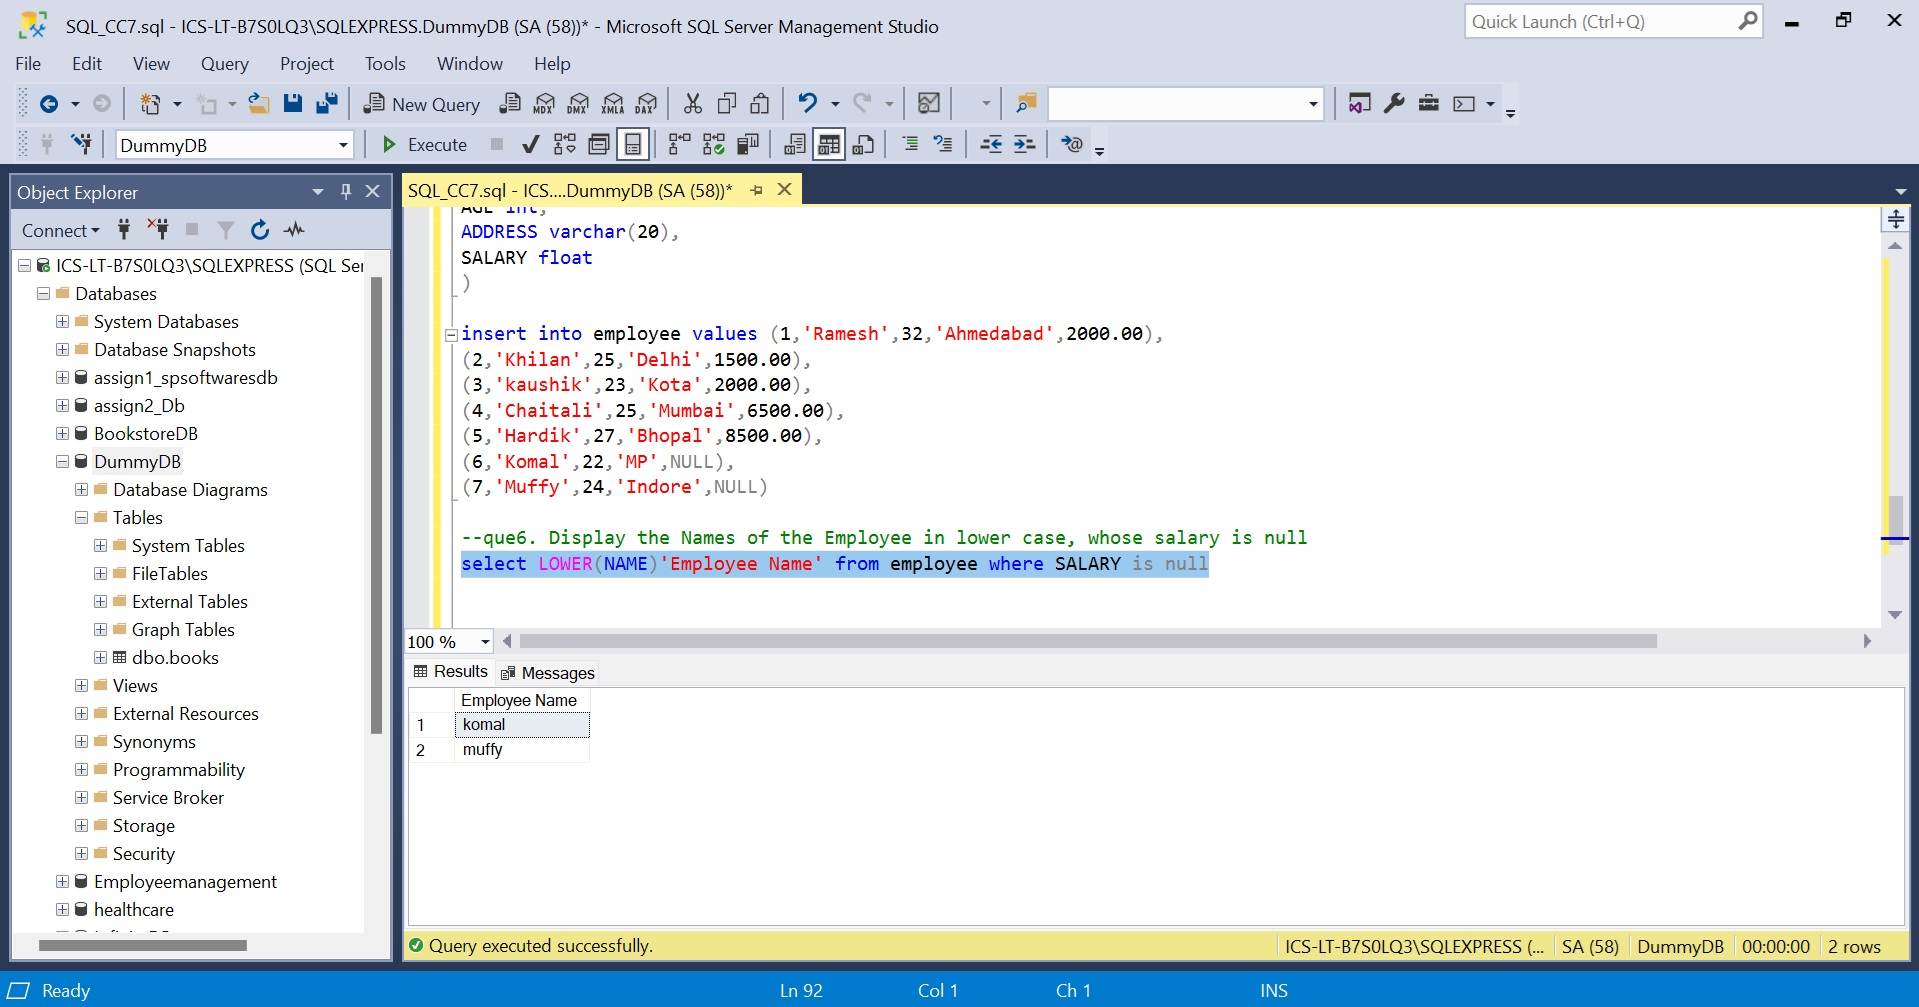 SQL_CC7.sql - ICS-LT-B7S0LQ3\SQLEXPRESS.DummyDB (SA (58))* - Microsoft SQL Server Management Studio
Quick Launch (Ctrl+Q)
File Edit View Query Project Tools Window Help
New Query MDX DMX XMLA DAX
DummyDB Execute
Object Explorer
Connect
ICS-LT-B7S0LQ3\SQLEXPRESS (SQL Ser
Databases
System Databases
Database Snapshots
assign1_spsoftwaresdb
assign2_Db
BookstoreDB
DummyDB
Database Diagrams
Tables
System Tables
FileTables
External Tables
Graph Tables
dbo.books
Views
External Resources
Synonyms
Programmability
Service Broker
Storage
Security
Employeemanagement
healthcare
SQL_CC7.sql - ICS....DummyDB (SA (58))*
AGE int,
ADDRESS varchar(20),
SALARY float
)
insert into employee values (1,'Ramesh',32,'Ahmedabad',2000.00),
(2,'Khilan',25,'Delhi',1500.00),
(3,'kaushik',23,'Kota',2000.00),
(4,'Chaitali',25,'Mumbai',6500.00),
(5,'Hardik',27,'Bhopal',8500.00),
(6,'Komal',22,'MP',NULL),
(7,'Muffy',24,'Indore',NULL)
--que6. Display the Names of the Employee in lower case, whose salary is null
select LOWER(NAME)'Employee Name' from employee where SALARY is null
100 %
Results Messages
Employee Name
1 komal
2 muffy
Query executed successfully. ICS-LT-B7S0LQ3\SQLEXPRESS (... SA (58) DummyDB 00:00:00 2 rows
Ready Ln 92 Col 1 Ch 1 INS